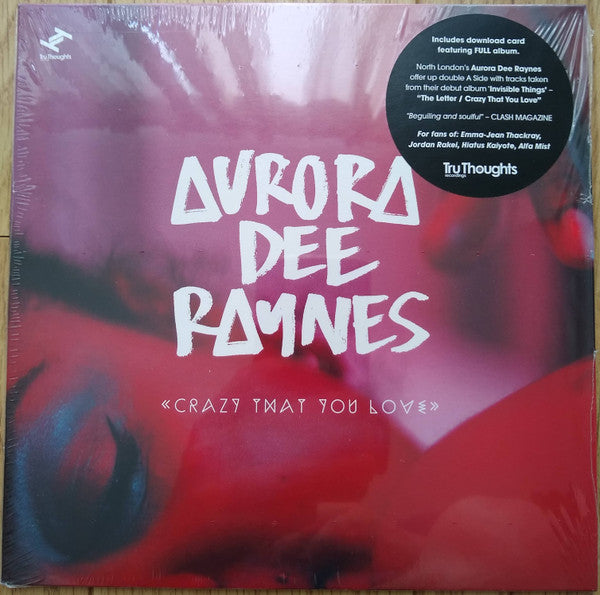 Tru Thoughts
Includes download card
featuring FULL album.
North London's Aurora Dee Raynes
offer up double A Side with tracks taken
from their debut album 'Invisible Things' –
"The Letter / Crazy That You Love"
"Beguiling and soulful" – CLASH MAGAZINE
For fans of: Emma-Jean Thackray,
Jordan Rakei, Hiatus Kaiyote, Alfa Mist
Tru Thoughts
recordings
AURORA
DEE
RAYNES
«CRAZY THAT YOU LOVE»